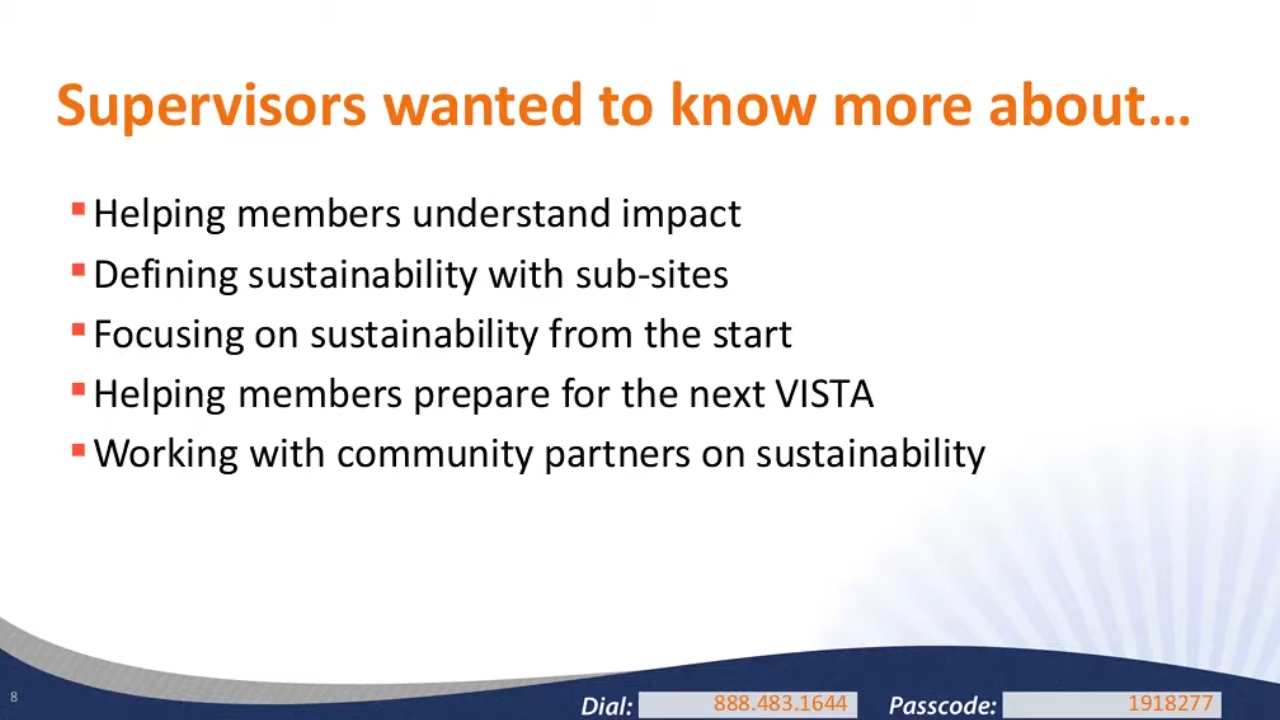 Supervisors wanted to know more about...
▪Helping members understand impact
▪Defining sustainability with sub-sites
▪Focusing on sustainability from the start
▪Helping members prepare for the next VISTA
▪Working with community partners on sustainability
8
Dial: 888.483.1644 Passcode: 1918277